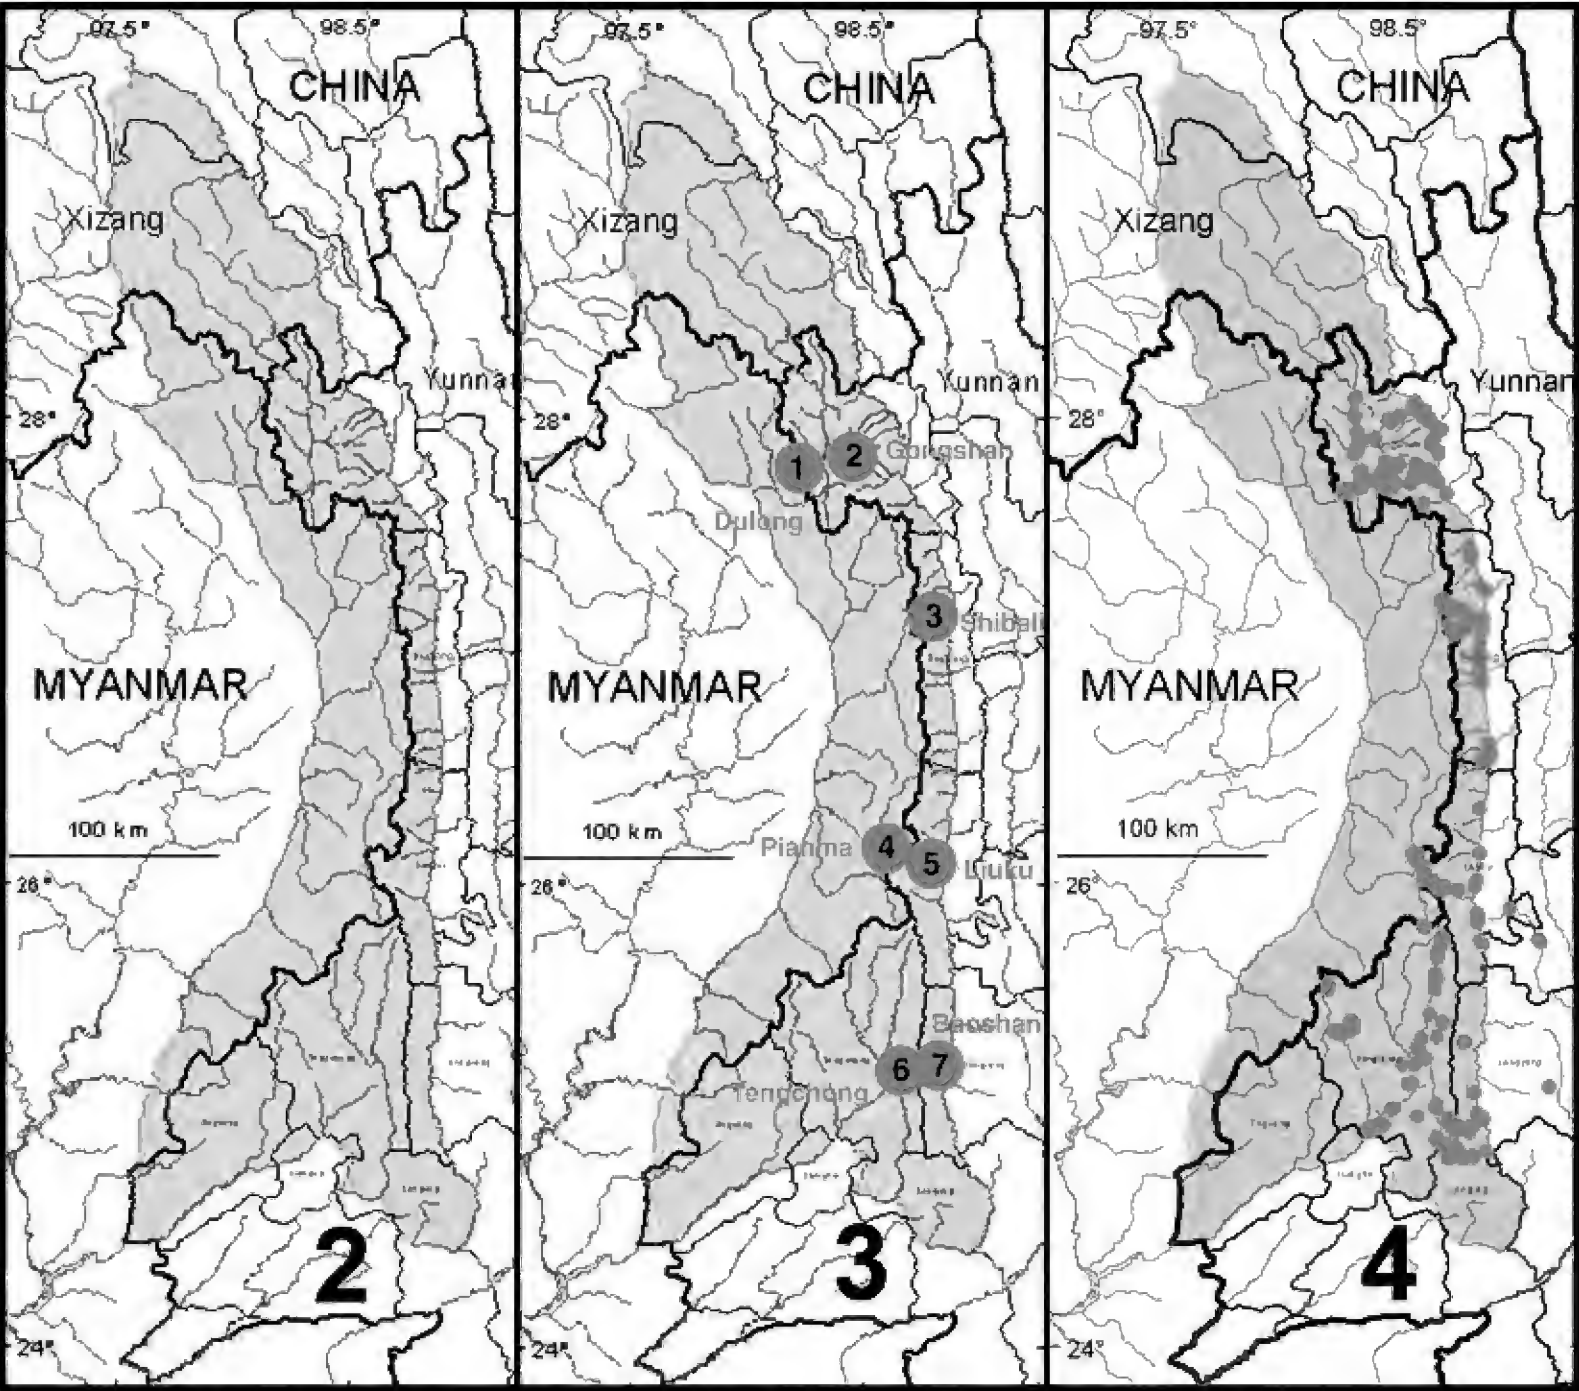 97.5°
98.5°
CHINA
Xizang
Yunnan
28°
MYANMAR
100 km
26°
24°
2
97.5°
98.5°
CHINA
Xizang
Yunnan
28°
1
2
Gongshan
Dulong
3
Shibali
MYANMAR
100 km
Pianma
4
5
Liuku
26°
Baoshan
6
7
Tengchong
24°
3
97.5°
98.5°
CHINA
Xizang
Yunnan
28°
MYANMAR
100 km
26°
24°
4